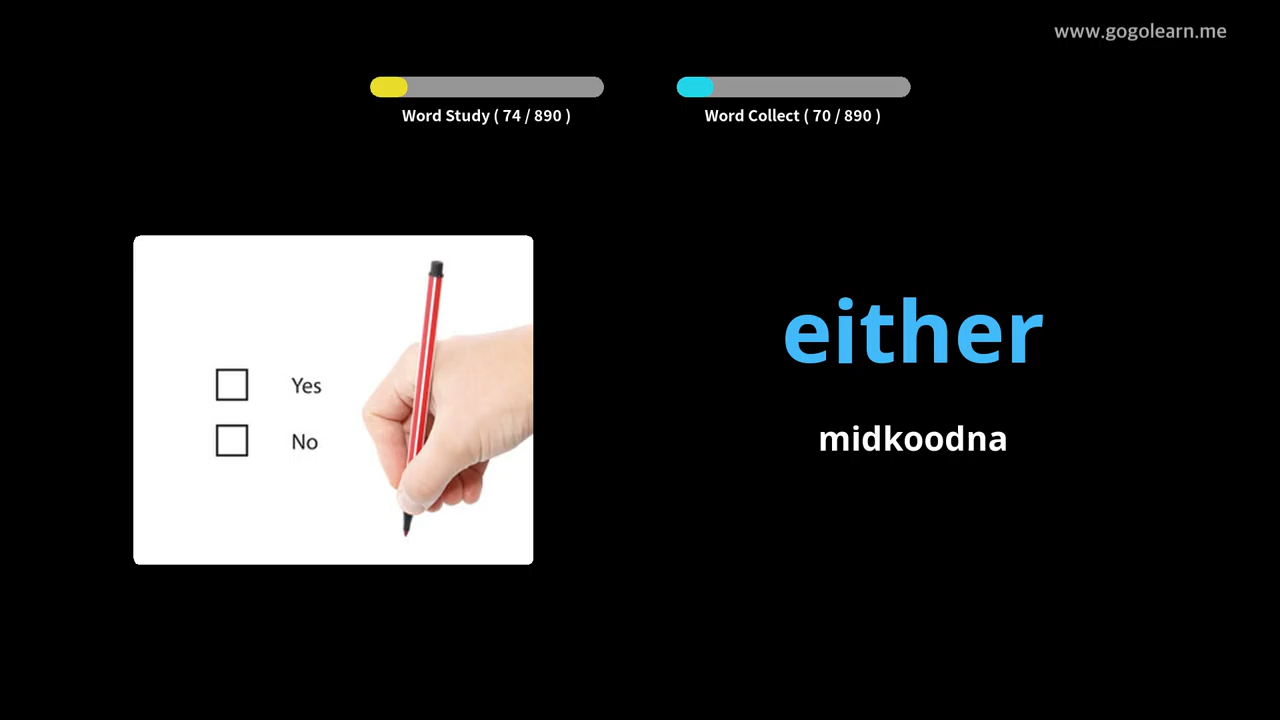 www.gogolearn.me
Word Study ( 74 / 890 )
Word Collect ( 70 / 890 )
Yes
No
either
midkoodna